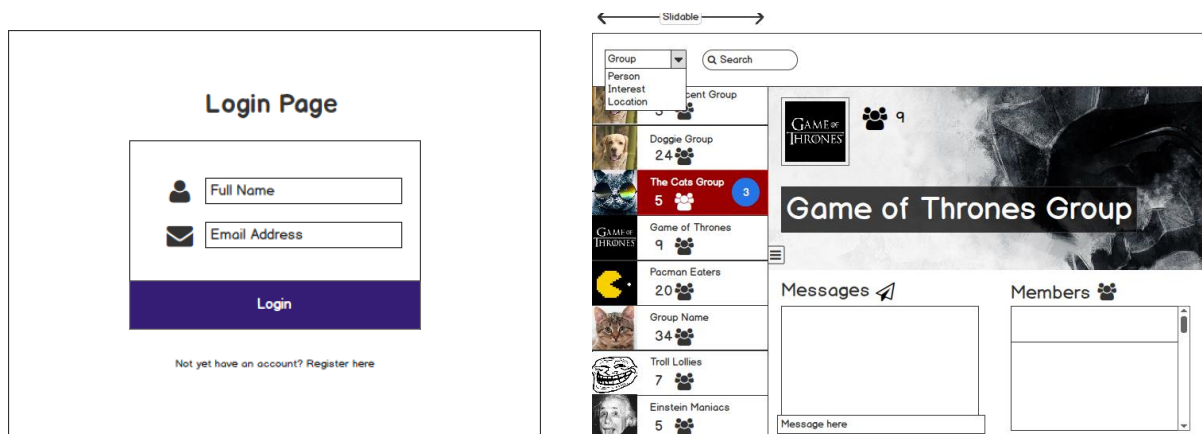 Login Page
Full Name
Email Address
Login
Not yet have an account? Register here
Slidable
Group
Search
Person
Interest
Location
cent Group
Doggie Group
24
The Cats Group
5
3
GAME OF THRONES
Game of Thrones
9
Pacman Eaters
20
Group Name
34
Troll Lollies
7
Einstein Maniacs
5
GAME OF
THRONES
9
Game of Thrones Group
Messages
Members
Message here